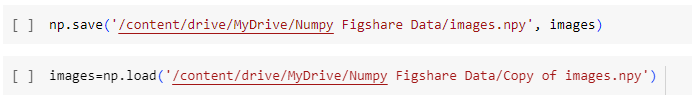 [ ] np.save('/content/drive/MyDrive/Numpy Figshare Data/images.npy', images)
[ ] images=np.load('/content/drive/MyDrive/Numpy Figshare Data/Copy of images.npy')